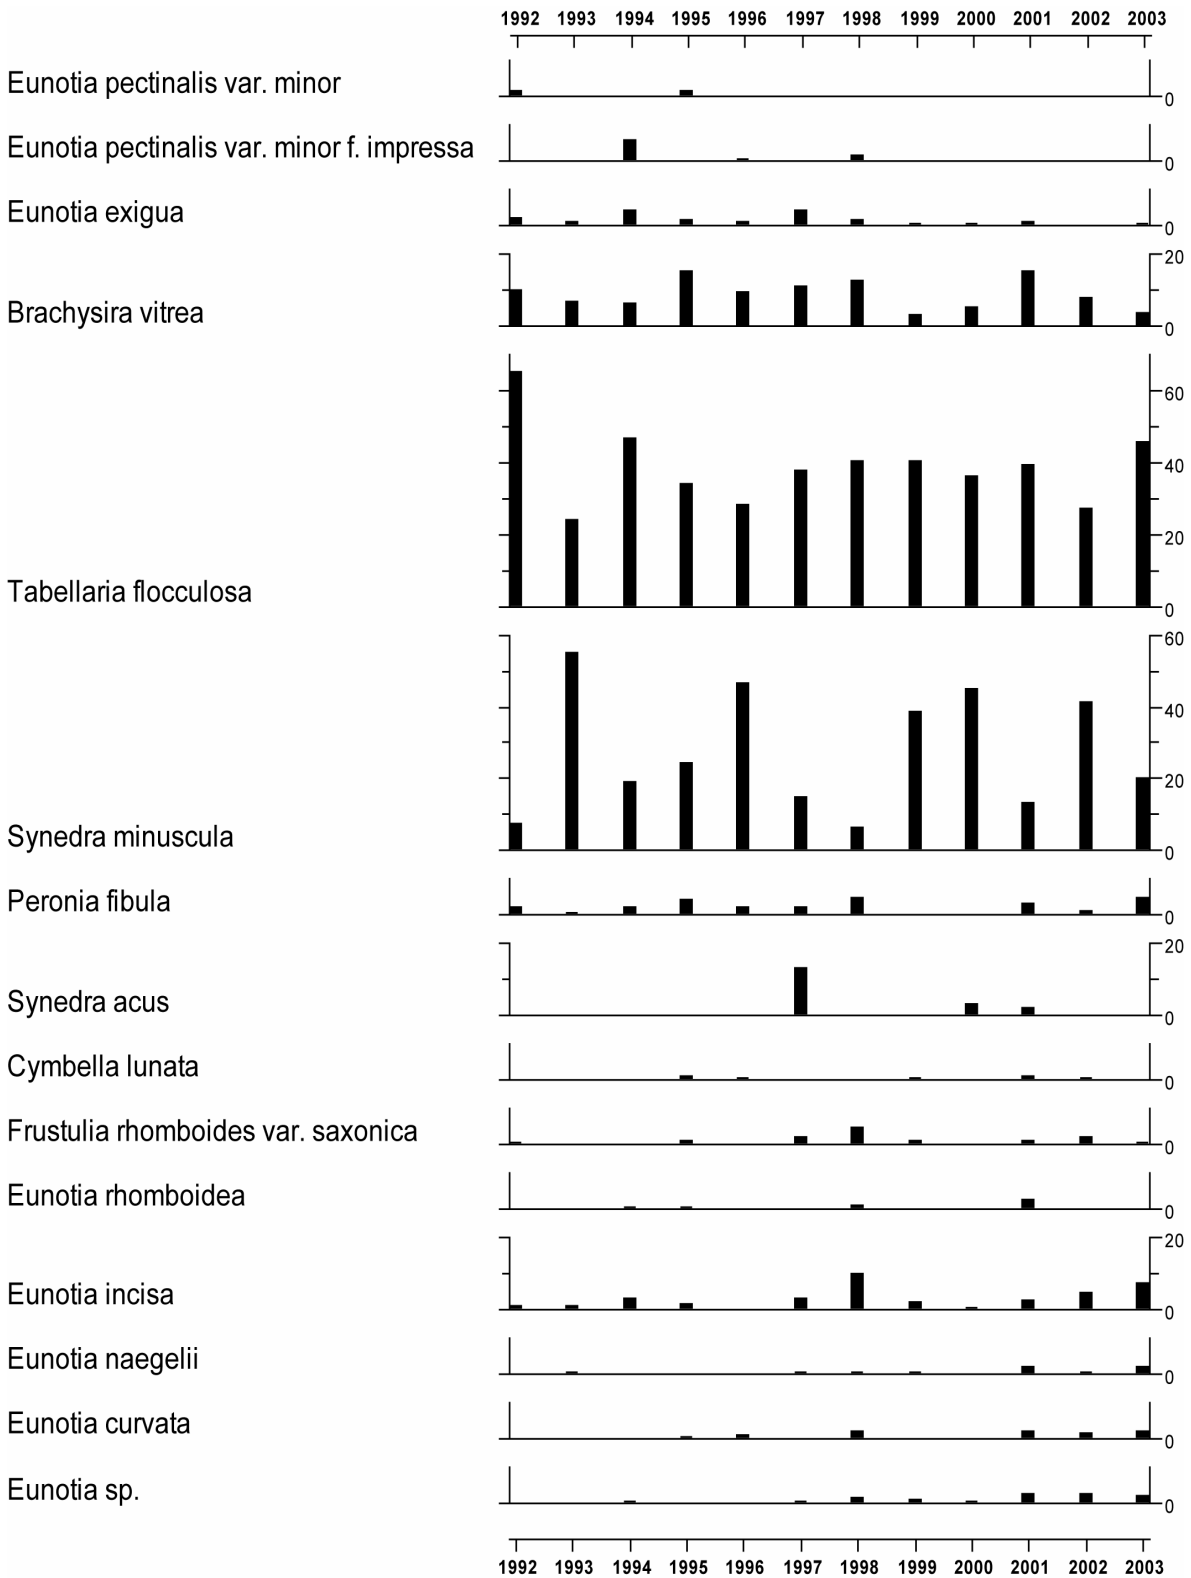 1992 1993 1994 1995 1996 1997 1998 1999 2000 2001 2002 2003
Eunotia pectinalis var. minor
0
Eunotia pectinalis var. minor f. impressa
0
Eunotia exigua
0
20
Brachysira vitrea
0
60
40
20
Tabellaria flocculosa
0
60
40
20
Synedra minuscula
0
Peronia fibula
0
20
Synedra acus
0
Cymbella lunata
0
Frustulia rhomboides var. saxonica
0
Eunotia rhomboidea
0
20
Eunotia incisa
0
Eunotia naegelii
0
Eunotia curvata
0
Eunotia sp.
0
1992 1993 1994 1995 1996 1997 1998 1999 2000 2001 2002 2003